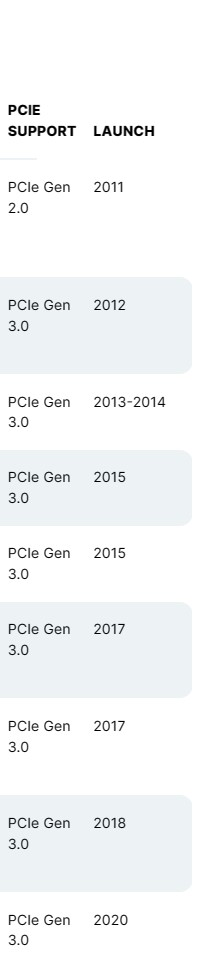 PCIE
SUPPORT LAUNCH
PCIe Gen 2011
2.0
PCIe Gen 2012
3.0
PCIe Gen 2013-2014
3.0
PCIe Gen 2015
3.0
PCIe Gen 2015
3.0
PCIe Gen 2017
3.0
PCIe Gen 2017
3.0
PCIe Gen 2018
3.0
PCIe Gen 2020
3.0